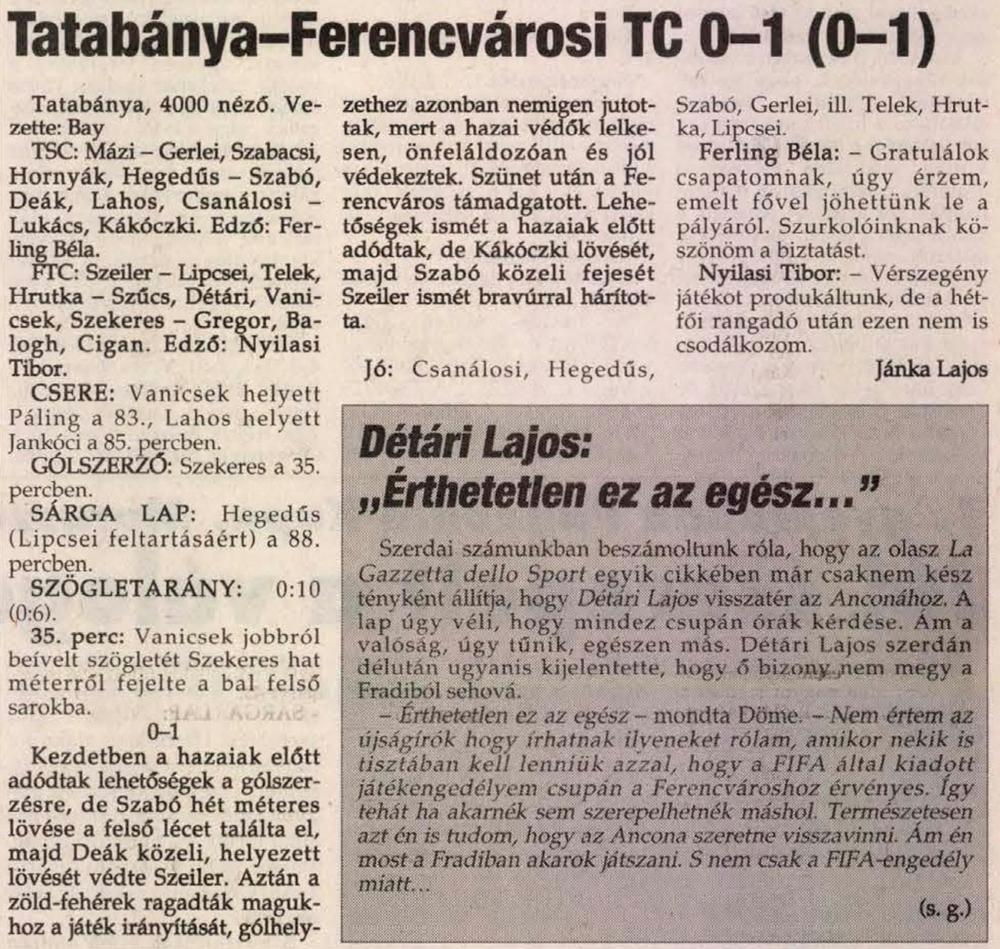 Tatabánya–Ferencvárosi TC 0–1 (0–1)
Tatabánya, 4000 néző. Ve-
zette: Bay
TSC: Mázi – Gerlei, Szabacsi,
Hornyák, Hegedűs – Szabó,
Deák, Lahos, Csanálosi –
Lukács, Kákóczki. Edző: Fer-
ling Béla.
FTC: Szeiler – Lipcsei, Telek,
Hrutka – Szűcs, Détári, Vani-
csek, Szekeres – Gregor, Ba-
logh, Cigan. Edző: Nyilasi
Tibor.
CSERE: Vanicsek helyett
Páling a 83., Lahos helyett
Jankóci a 85. percben.
GÓLSZERZŐ: Szekeres a 35.
percben.
SÁRGA LAP: Hegedűs
(Lipcsei feltartásáért) a 88.
percben.
SZÖGLETARÁNY: 0:10
(0:6).
35. perc: Vanicsek jobbról
beívelt szögletét Szekeres hat
méterről fejelte a bal felső
sarokba.
0–1
Kezdetben a hazaiak előtt
adódtak lehetőségek a gólszer-
zésre, de Szabó hét méteres
lövése a felső lécet találta el,
majd Deák közeli, helyezett
lövését védte Szeiler. Aztán a
zöld-fehérek ragadták maguk-
hoz a játék irányítását, gólhely-
zethez azonban nemigen jutot-
tak, mert a hazai védők lelke-
sen, önfeláldozóan és jól
védekeztek. Szünet után a Fe-
rencváros támadgatott. Lehe-
tőségek ismét a hazaiak előtt
adódtak, de Kákóczki lövését,
majd Szabó közeli fejesét
Szeiler ismét bravúrral hárítot-
ta.
Jó: Csanálosi, Hegedűs,
Szabó, Gerlei, ill. Telek, Hrut-
ka, Lipcsei.
Ferling Béla: – Gratulálok
csapatomnak, úgy érzem,
emelt fővel jöhettünk le a
pályáról. Szurkolóinknak kö-
szönöm a biztatást.
Nyilasi Tibor: – Vérszegény
játékot produkáltunk, de a hét-
fői rangadó után ezen nem is
csodálkozom.
Jánka Lajos
Détári Lajos:
„Érthetetlen ez az egész..."
Szerdai számunkban beszámoltunk róla, hogy az olasz La
Gazzetta dello Sport egyik cikkében már csaknem kész
tényként állítja, hogy Détári Lajos visszatér az Anconához. A
lap úgy véli, hogy mindez csupán órák kérdése. Ám a
valóság, úgy tűnik, egészen más. Détári Lajos szerdán
délután ugyanis kijelentette, hogy ő bizony nem megy a
Fradiból sehová.
– Érthetetlen ez az egész – mondta Döme. – Nem értem az
újságírók hogy írhatnak ilyeneket rólam, amikor nekik is
tisztában kell lenniük azzal, hogy a FIFA által kiadott
játékengedélyem csupán a Ferencvároshoz érvényes. Így
tehát ha akarnék sem szerepelhetnék máshol. Természetesen
azt én is tudom, hogy az Ancona szeretne visszavinni. Ám én
most a Fradiban akarok játszani. S nem csak a FIFA-engedély
miatt...
(s. g.)